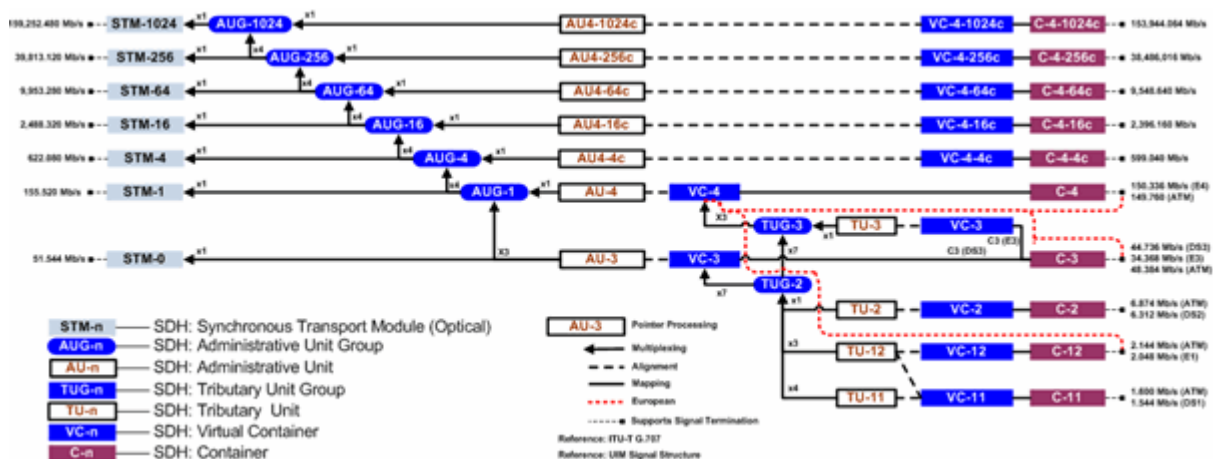 159,252.480 Mb/s STM-1024 x1 AUG-1024 x1 AU4-1024c VC-4-1024c C-4-1024c 153,944.064 Mb/s
x4
39,813.120 Mb/s STM-256 x1 AUG-256 x1 AU4-256c VC-4-256c C-4-256c 38,486.016 Mb/s
x4
9,953.280 Mb/s STM-64 x1 AUG-64 x1 AU4-64c VC-4-64c C-4-64c 9,548.640 Mb/s
x4
2,488.320 Mb/s STM-16 x1 AUG-16 x1 AU4-16c VC-4-16c C-4-16c 2,396.160 Mb/s
x4
622.080 Mb/s STM-4 x1 AUG-4 x1 AU4-4c VC-4-4c C-4-4c 599.040 Mb/s
x4
155.520 Mb/s STM-1 x1 AUG-1 x1 AU-4 VC-4 C-4 150.336 Mb/s (E4)
149.760 (ATM)
X3 TUG-3 x1 TU-3 VC-3
C3 (E3)
x7
C3 (DS3)
51.544 Mb/s STM-0 x1 X3 AU-3 VC-3 C-3 44.736 Mb/s (DS3)
34.368 Mb/s (E3)
48.384 Mb/s (ATM)
x7 TUG-2
x1 TU-2 VC-2 C-2 6.874 Mb/s (ATM)
6.312 Mb/s (DS2)
x3 TU-12 VC-12 C-12 2.144 Mb/s (ATM)
2.048 Mb/s (E1)
x4 TU-11 VC-11 C-11 1.600 Mb/s (ATM)
1.544 Mb/s (DS1)
STM-n SDH: Synchronous Transport Module (Optical)
AUG-n SDH: Administrative Unit Group
AU-n SDH: Administrative Unit
TUG-n SDH: Tributary Unit Group
TU-n SDH: Tributary Unit
VC-n SDH: Virtual Container
C-n SDH: Container
AU-3 Pointer Processing
Multiplexing
Alignment
Mapping
European
Supports Signal Termination
Reference: ITU-T G.707
Reference: UIM Signal Structure